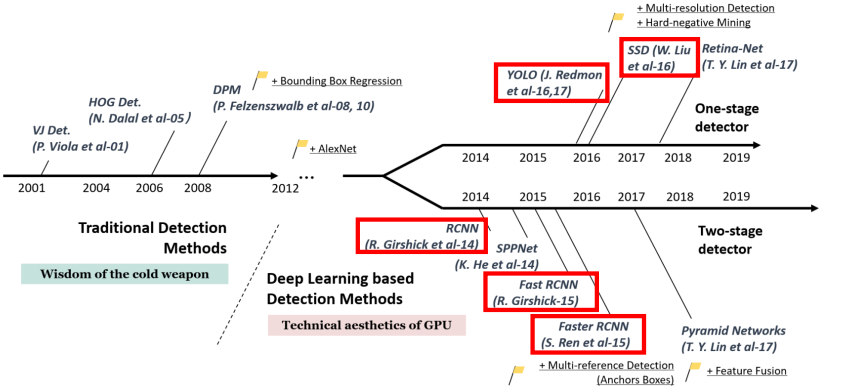 + Multi-resolution Detection
+ Hard-negative Mining
SSD (W. Liu
et al-16)
Retina-Net
(T. Y. Lin et al-17)
YOLO (J. Redmon
et al-16,17)
+ Bounding Box Regression
DPM
(P. Felzenszwalb et al-08, 10)
HOG Det.
(N. Dalal et al-05)
VJ Det.
(P. Viola et al-01)
+ AlexNet
One-stage
detector
2014 2015 2016 2017 2018 2019
2001 2004 2006 2008 2012 ...
2014 2015 2016 2017 2018 2019
Two-stage
detector
Traditional Detection
Methods
Wisdom of the cold weapon
Deep Learning based
Detection Methods
Technical aesthetics of GPU
RCNN
(R. Girshick et al-14)
SPPNet
(K. He et al-14)
Fast RCNN
(R. Girshick-15)
Faster RCNN
(S. Ren et al-15)
Pyramid Networks
(T. Y. Lin et al-17)
+ Multi-reference Detection
(Anchors Boxes)
+ Feature Fusion